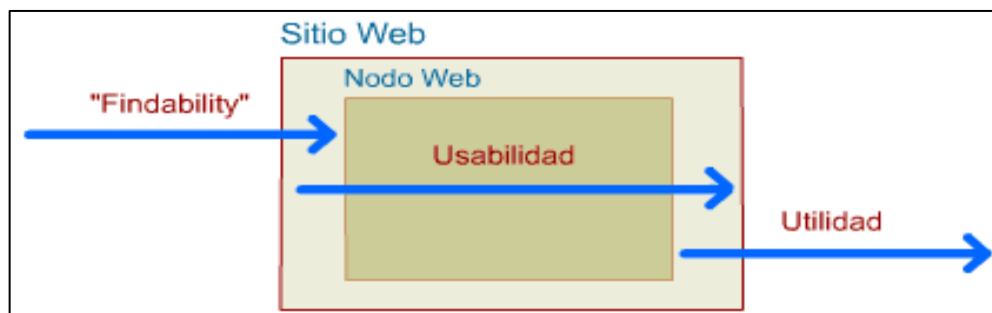 Sitio Web
Nodo Web
"Findability"
Usabilidad
Utilidad